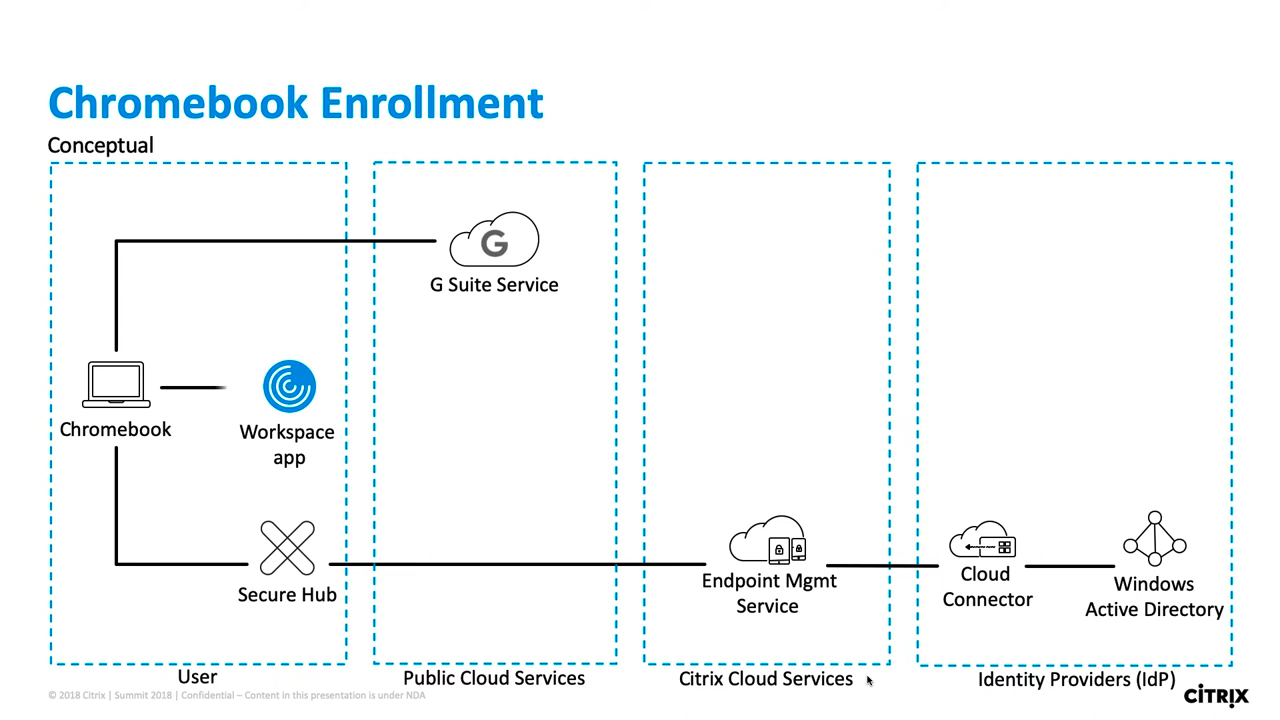 Chromebook Enrollment
Conceptual
G
G Suite Service
Chromebook
Workspace
app
Secure Hub
Endpoint Mgmt
Service
Cloud
Connector
Windows
Active Directory
User
Public Cloud Services
Citrix Cloud Services
Identity Providers (IdP)
© 2018 Citrix | Summit 2018 | Confidential – Content in this presentation is under NDA
CITRIX